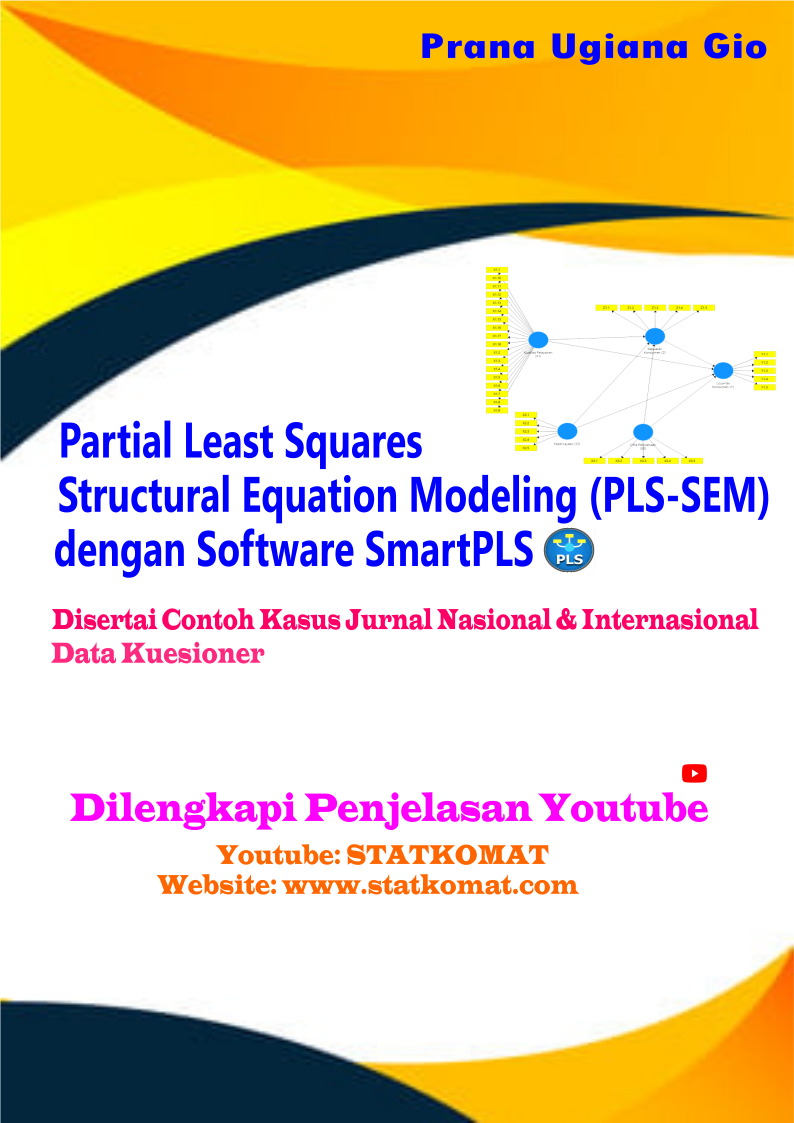 Prana Ugiana Gio
Partial Least Squares
Structural Equation Modeling (PLS-SEM)
dengan Software SmartPLS
PLS
Disertai Contoh Kasus Jurnal Nasional & Internasional
Data Kuesioner
Dilengkapi Penjelasan Youtube
Youtube: STATKOMAT
Website: www.statkomat.com